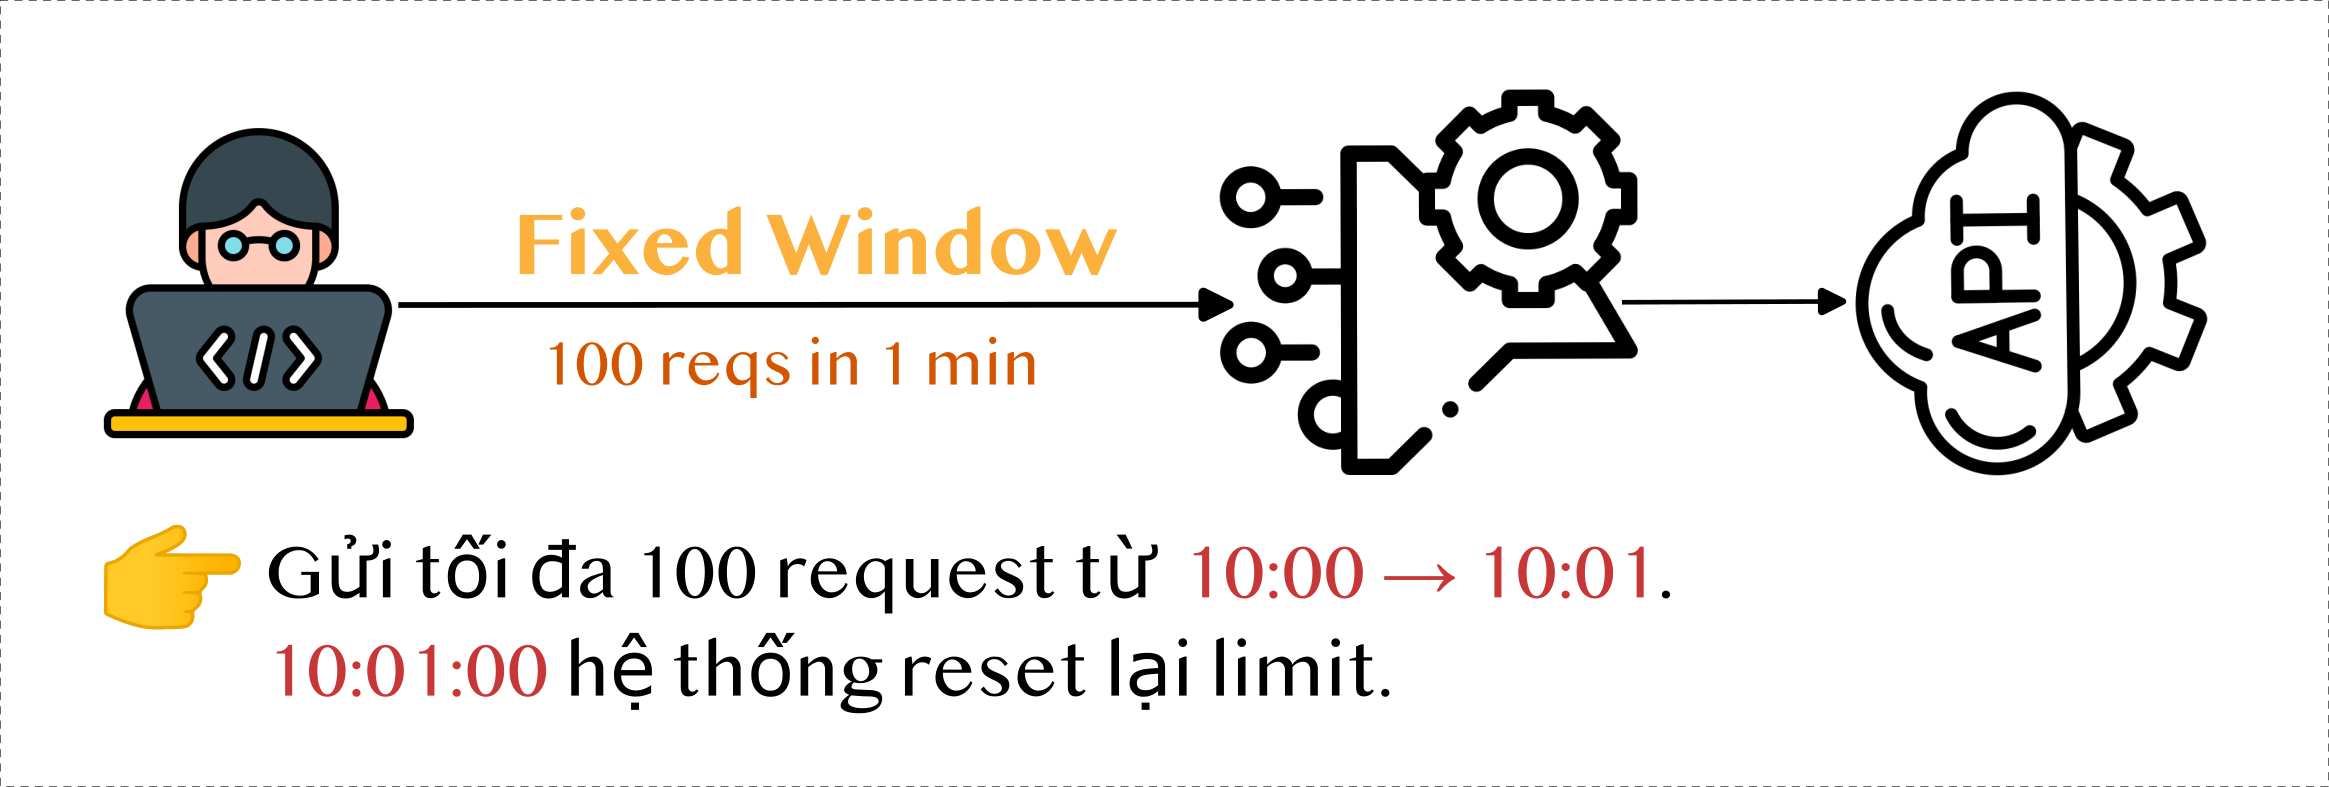 Fixed Window
100 reqs in 1 min
</>
API
Gửi tối đa 100 request từ 10:00 → 10:01.
10:01:00 hệ thống reset lại limit.